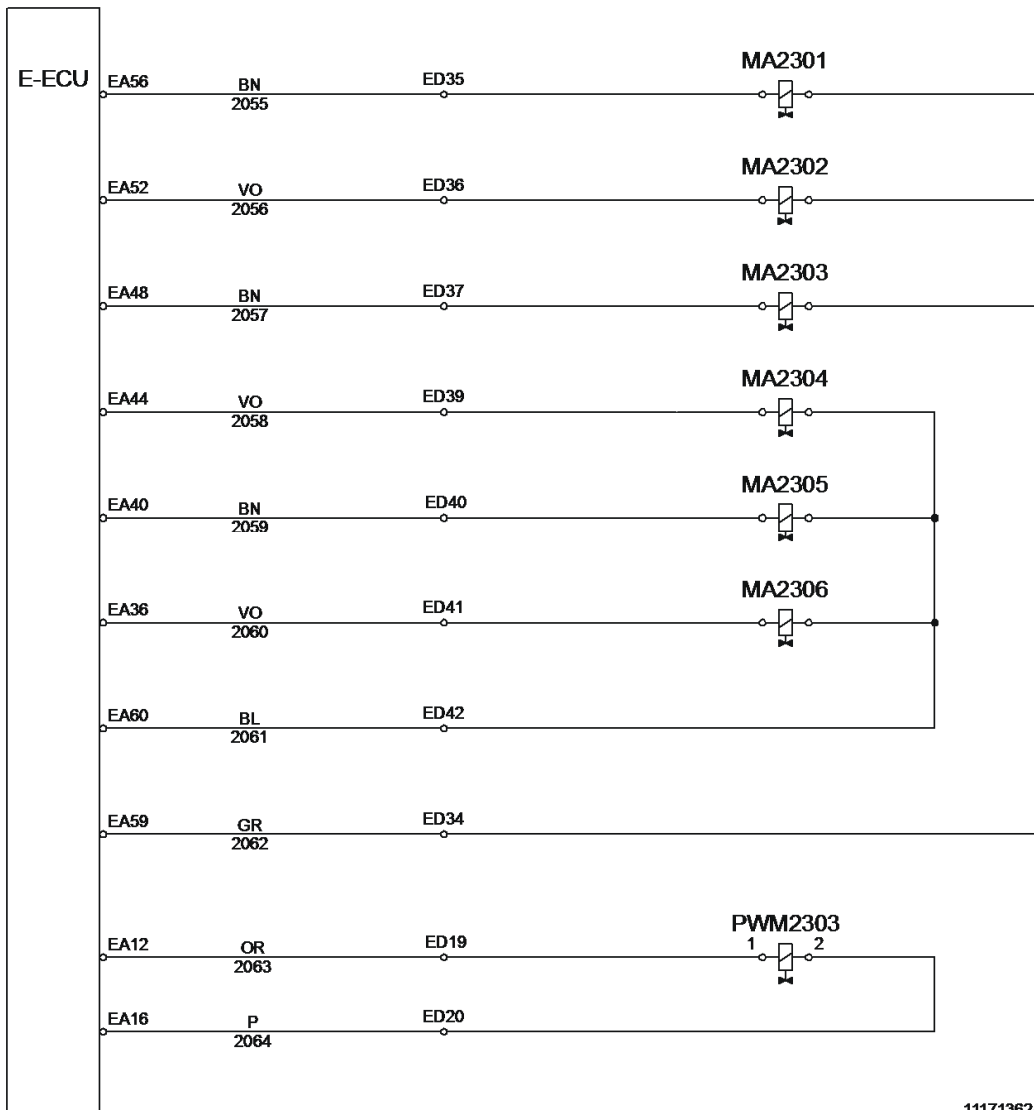 MA2301
E-ECU EA56 BN ED35
2055
MA2302
EA52 VO ED36
2056
MA2303
EA48 BN ED37
2057
MA2304
EA44 VO ED39
2058
MA2305
EA40 BN ED40
2059
MA2306
EA36 VO ED41
2060
EA60 BL ED42
2061
EA59 GR ED34
2062
PWM2303
EA12 OR ED19 1 2
2063
EA16 P ED20
2064
11171362